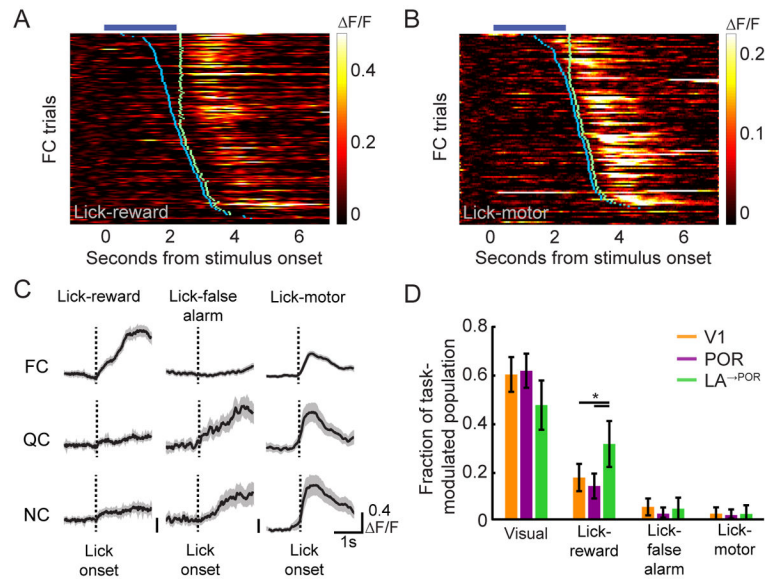 A
ΔF/F
0.4
0.2
0
FC trials
Lick-reward
0 2 4 6
Seconds from stimulus onset
B
ΔF/F
0.2
0.1
0
FC trials
Lick-motor
0 2 4 6
Seconds from stimulus onset
C
Lick-reward Lick-false alarm Lick-motor
FC
QC
NC
0.4
ΔF/F
1s
Lick onset Lick onset Lick onset
D
Fraction of task-
modulated population
0.8
0.6
0.4
0.2
0
V1
POR
LA→POR
*
Visual Lick-reward Lick-false alarm Lick-motor